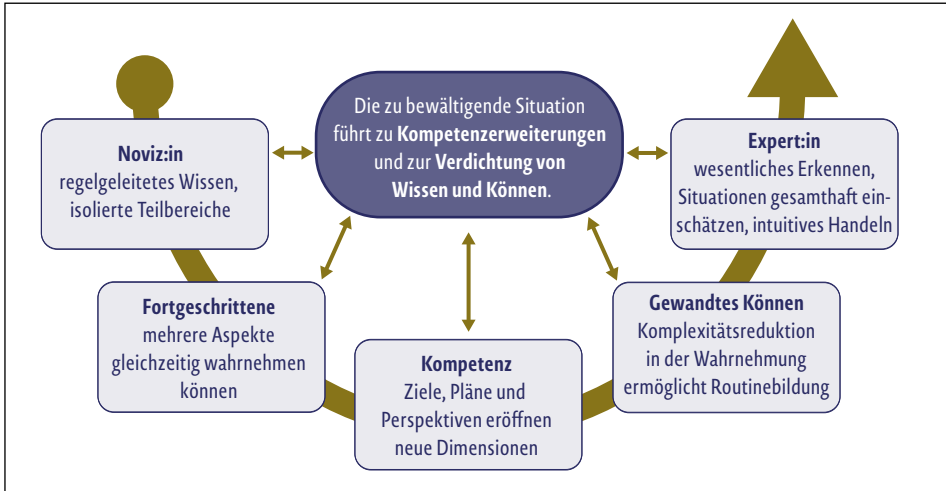 Die zu bewältigende Situation
führt zu Kompetenzerweiterungen
und zur Verdichtung von
Wissen und Können.
Noviz:in
regelgeleitetes Wissen,
isolierte Teilbereiche
Fortgeschrittene
mehrere Aspekte
gleichzeitig wahrnehmen
können
Kompetenz
Ziele, Pläne und
Perspektiven eröffnen
neue Dimensionen
Gewandtes Können
Komplexitätsreduktion
in der Wahrnehmung
ermöglicht Routinebildung
Expert:in
wesentliches Erkennen,
Situationen gesamthaft ein-
schätzen, intuitives Handeln